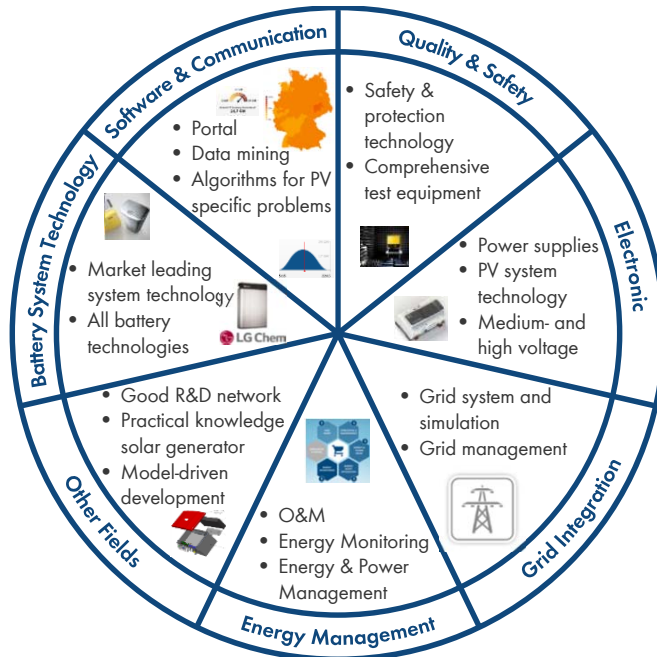 Software & Communication
• Portal
• Data mining
• Algorithms for PV
specific problems
Quality & Safety
• Safety &
protection
technology
• Comprehensive
test equipment
Electronic
• Power supplies
• PV system
technology
• Medium- and
high voltage
Grid Integration
• Grid system and
simulation
• Grid management
Energy Management
• O&M
• Energy Monitoring
• Energy & Power
Management
Other Fields
• Good R&D network
• Practical knowledge
solar generator
• Model-driven
development
Battery System Technology
• Market leading
system technology
• All battery
technologies
LG Chem